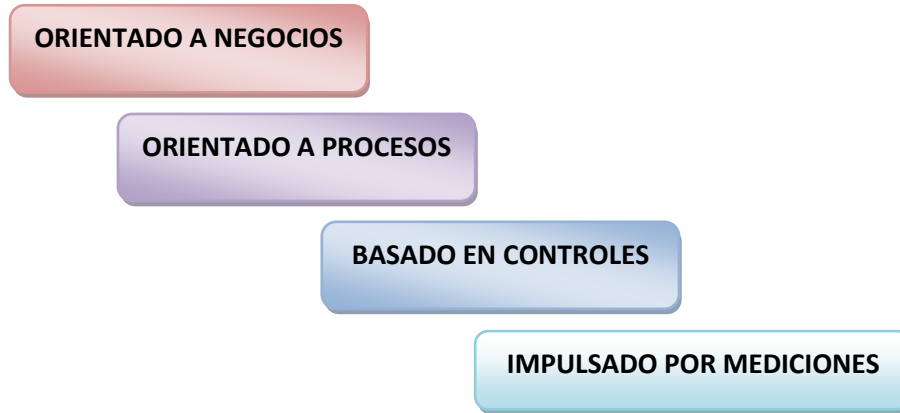 ORIENTADO A NEGOCIOS
ORIENTADO A PROCESOS
BASADO EN CONTROLES
IMPULSADO POR MEDICIONES